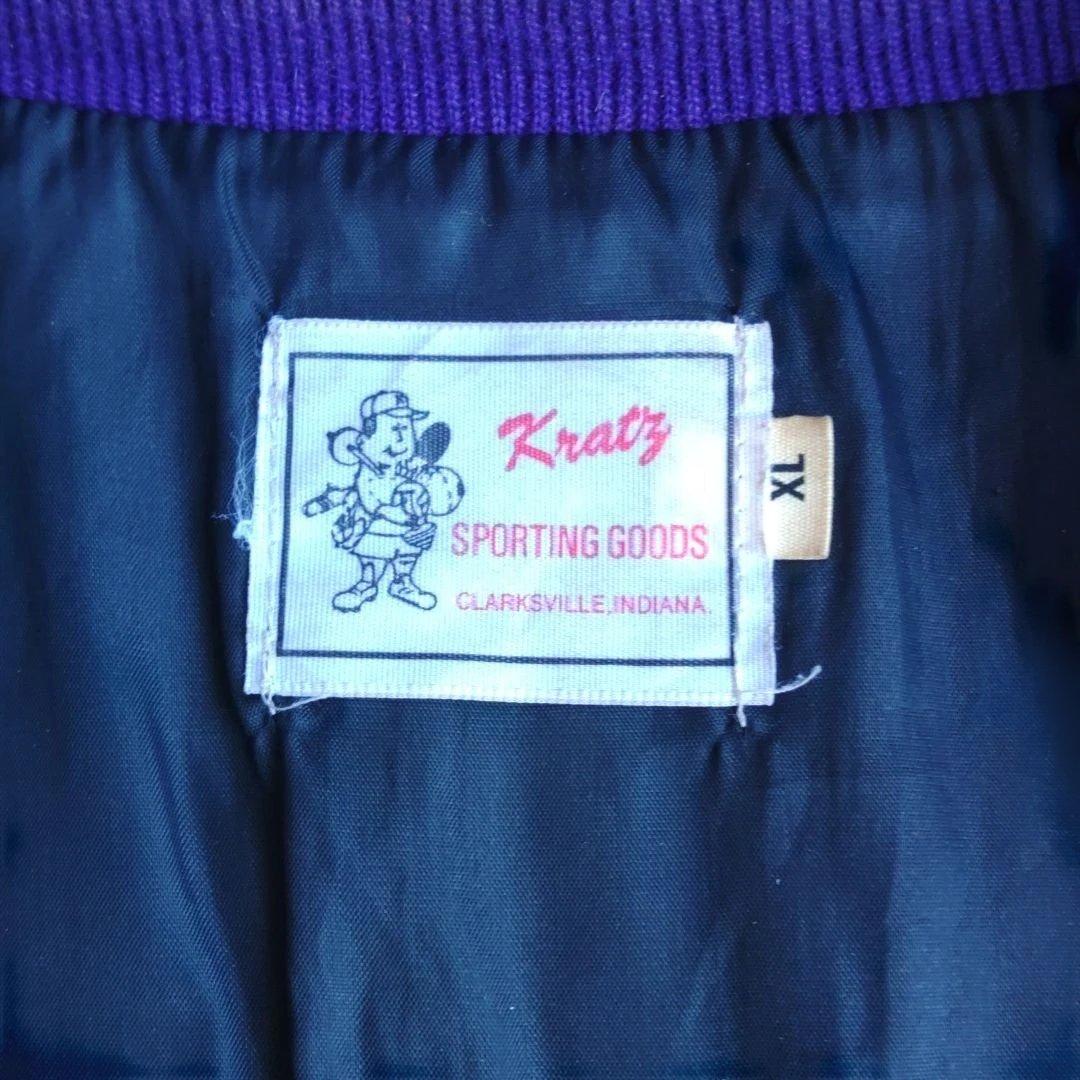 Kratz
SPORTING GOODS
CLARKSVILLE, INDIANA.
XL